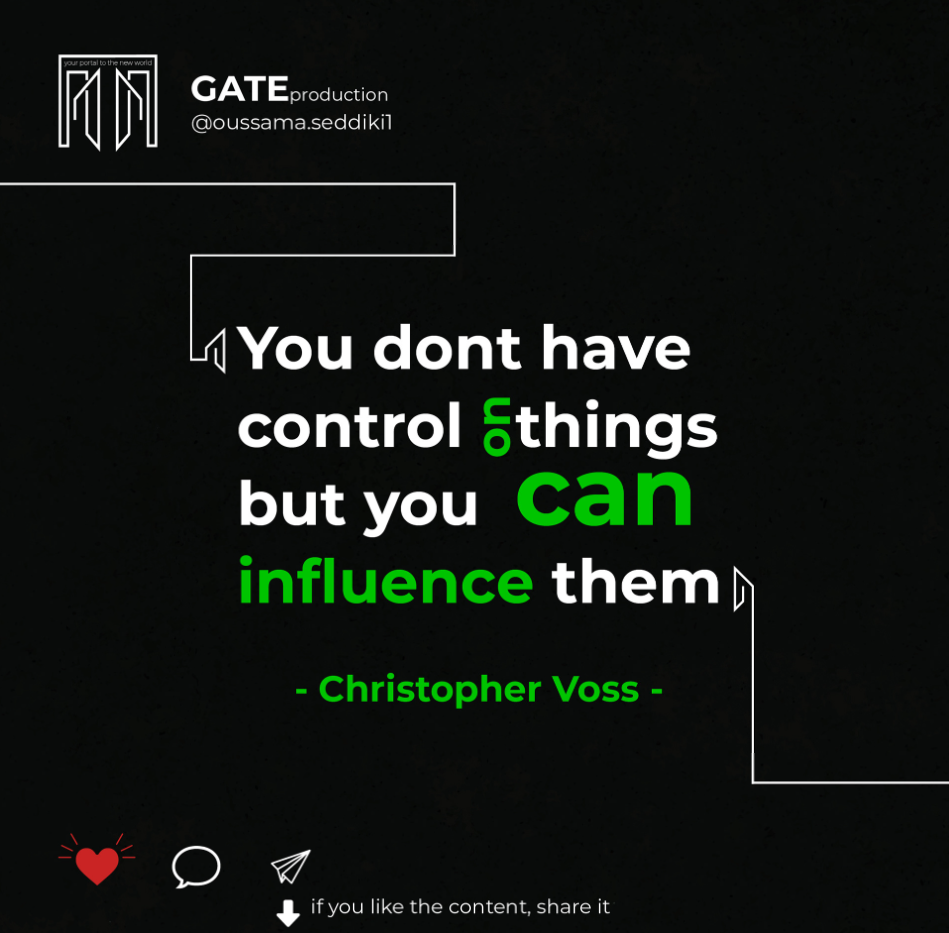 your portal to the new world
GATEproduction
@oussama.seddiki1
You dont have
control on things
but you can
influence them
- Christopher Voss -
if you like the content, share it